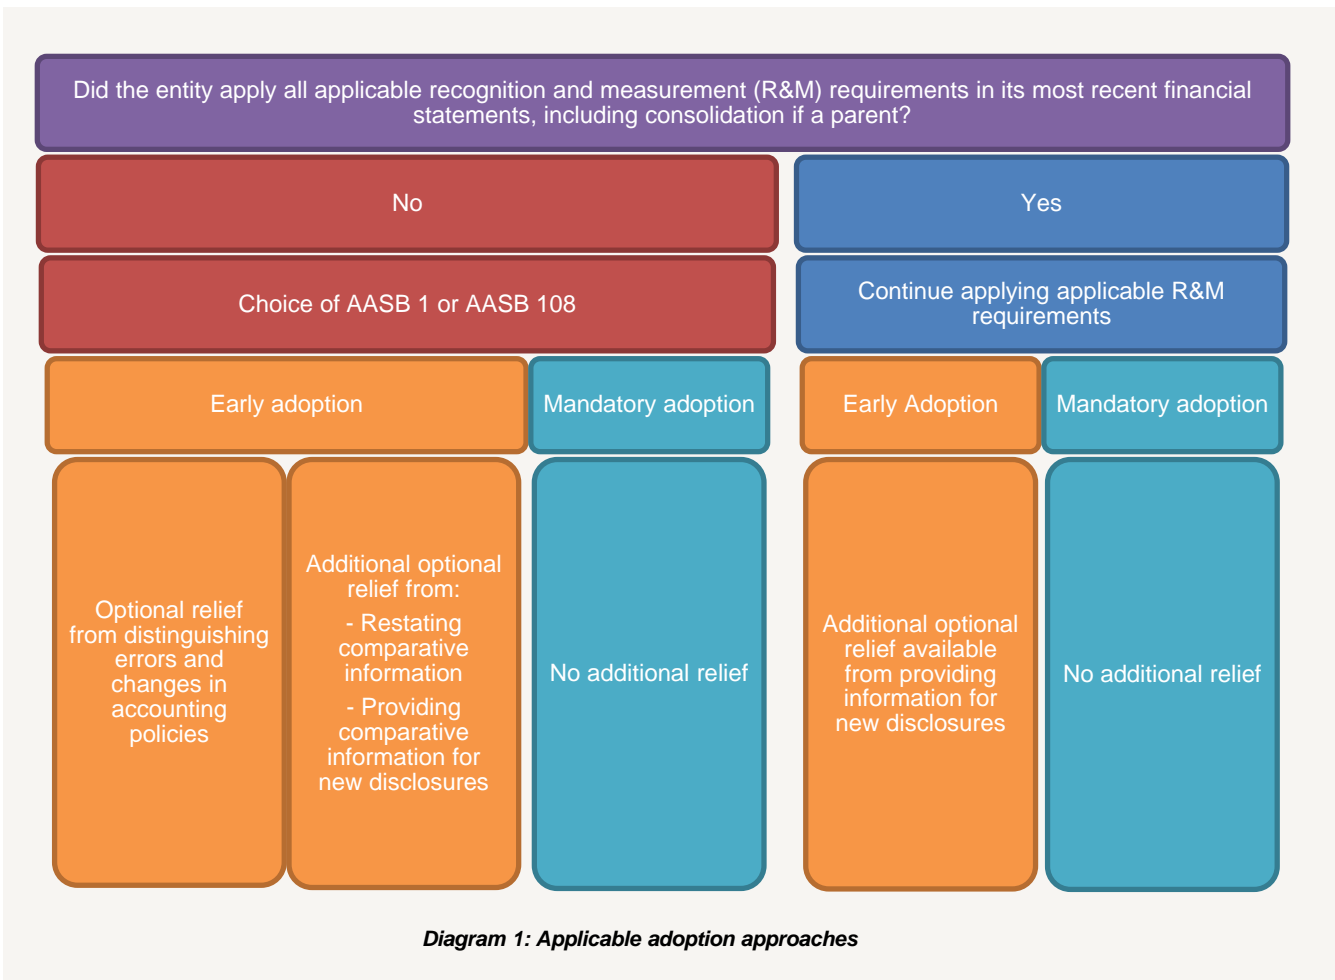 Did the entity apply all applicable recognition and measurement (R&M) requirements in its most recent financial
statements, including consolidation if a parent?
No
Yes
Choice of AASB 1 or AASB 108
Continue applying applicable R&M
requirements
Early adoption
Mandatory adoption
Early Adoption
Mandatory adoption
Optional relief
from distinguishing
errors and
changes in
accounting
policies
Additional optional
relief from:
- Restating
comparative
information
- Providing
comparative
information for
new disclosures
No additional relief
Additional optional
relief available
from providing
information for
new disclosures
No additional relief
Diagram 1: Applicable adoption approaches